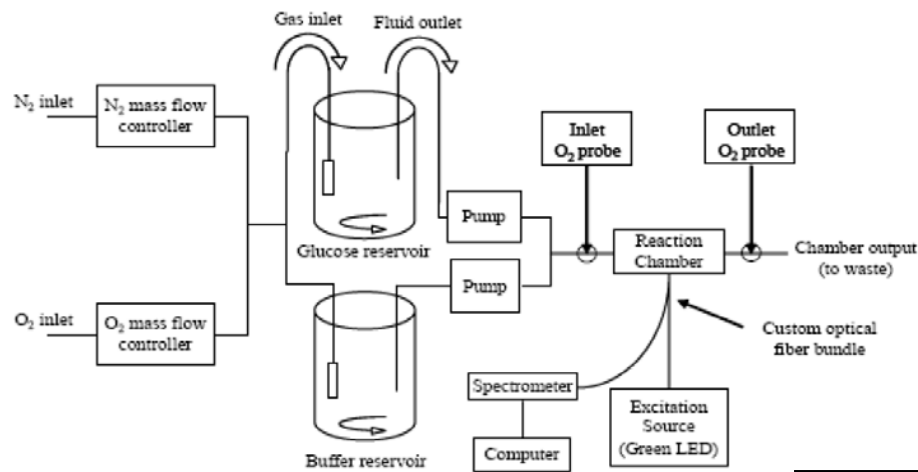 Gas inlet
Fluid outlet
N₂ inlet
N₂ mass flow
controller
Inlet
O₂ probe
Outlet
O₂ probe
Pump
Glucose reservoir
Reaction
Chamber
Chamber output
(to waste)
Pump
O₂ inlet
O₂ mass flow
controller
Custom optical
fiber bundle
Spectrometer
Excitation
Source
(Green LED)
Computer
Buffer reservoir